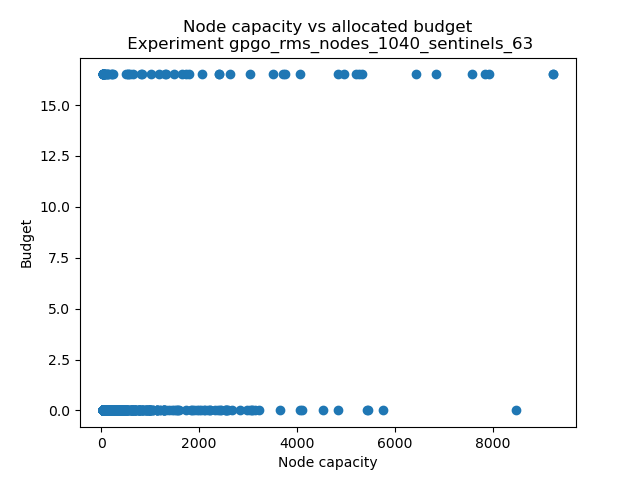 Node capacity vs allocated budget
Experiment gpgo_rms_nodes_1040_sentinels_63
15.0
12.5
10.0
7.5
5.0
2.5
0.0
Budget
0 2000 4000 6000 8000
Node capacity